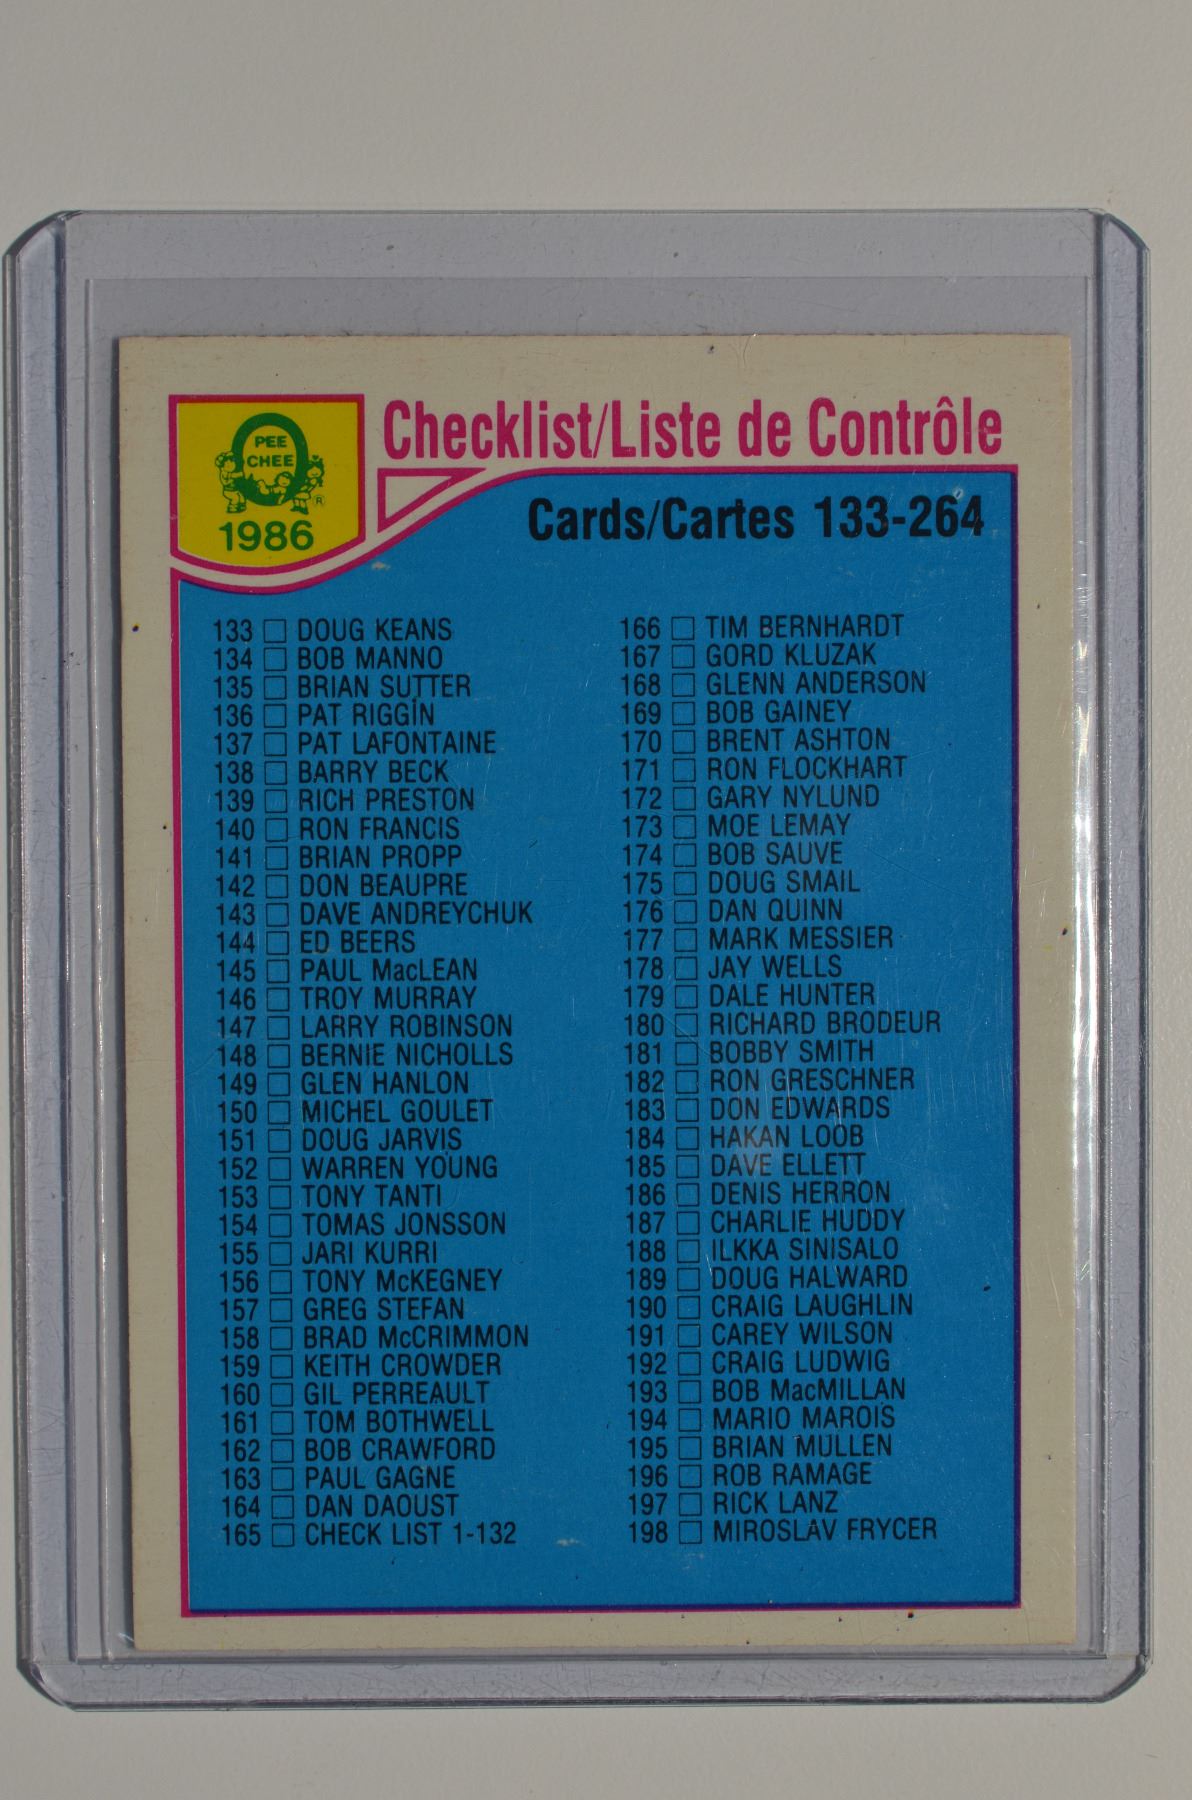 PEE
CHEE
®
1986
Checklist/Liste de Contrôle
Cards/Cartes 133-264
133 DOUG KEANS
134 BOB MANNO
135 BRIAN SUTTER
136 PAT RIGGIN
137 PAT LAFONTAINE
138 BARRY BECK
139 RICH PRESTON
140 RON FRANCIS
141 BRIAN PROPP
142 DON BEAUPRE
143 DAVE ANDREYCHUK
144 ED BEERS
145 PAUL MacLEAN
146 TROY MURRAY
147 LARRY ROBINSON
148 BERNIE NICHOLLS
149 GLEN HANLON
150 MICHEL GOULET
151 DOUG JARVIS
152 WARREN YOUNG
153 TONY TANTI
154 TOMAS JONSSON
155 JARI KURRI
156 TONY McKEGNEY
157 GREG STEFAN
158 BRAD McCRIMMON
159 KEITH CROWDER
160 GIL PERREAULT
161 TOM BOTHWELL
162 BOB CRAWFORD
163 PAUL GAGNE
164 DAN DAOUST
165 CHECK LIST 1-132
166 TIM BERNHARDT
167 GORD KLUZAK
168 GLENN ANDERSON
169 BOB GAINEY
170 BRENT ASHTON
171 RON FLOCKHART
172 GARY NYLUND
173 MOE LEMAY
174 BOB SAUVE
175 DOUG SMAIL
176 DAN QUINN
177 MARK MESSIER
178 JAY WELLS
179 DALE HUNTER
180 RICHARD BRODEUR
181 BOBBY SMITH
182 RON GRESCHNER
183 DON EDWARDS
184 HAKAN LOOB
185 DAVE ELLETT
186 DENIS HERRON
187 CHARLIE HUDDY
188 ILKKA SINISALO
189 DOUG HALWARD
190 CRAIG LAUGHLIN
191 CAREY WILSON
192 CRAIG LUDWIG
193 BOB MacMILLAN
194 MARIO MAROIS
195 BRIAN MULLEN
196 ROB RAMAGE
197 RICK LANZ
198 MIROSLAV FRYCER